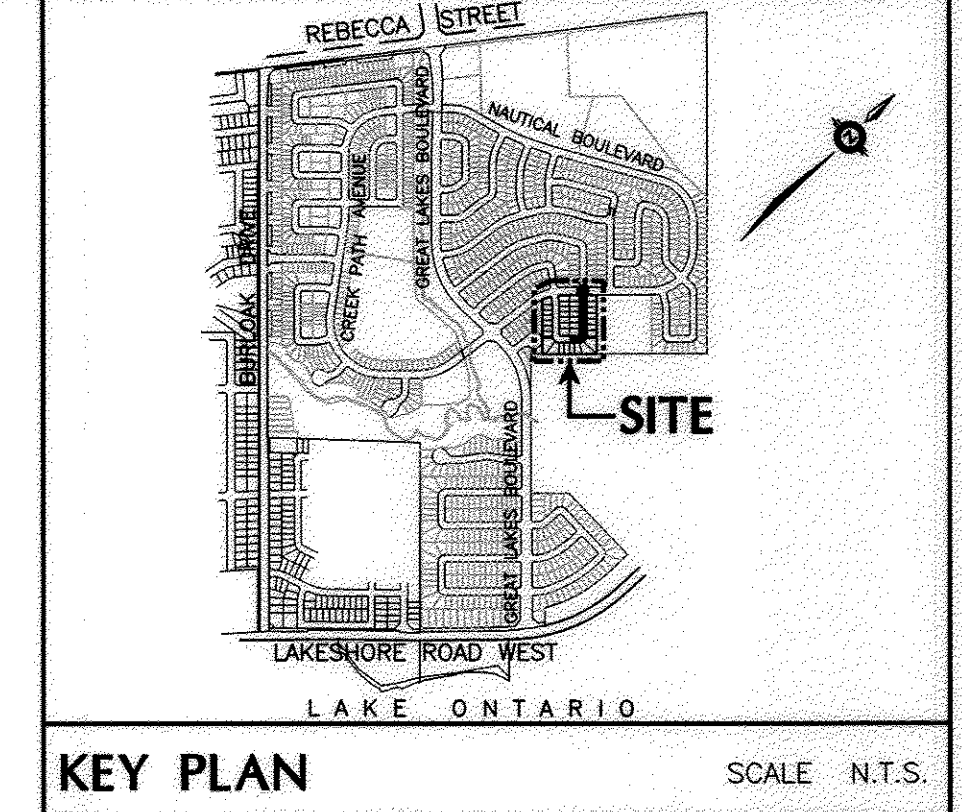 REBECCA STREET
NAUTICAL BOULEVARD
GREAT LAKES BOULEVARD
CREEK PATH AVENUE
BURLOAK DRIVE
N
SITE
GREAT LAKES BOULEVARD
LAKESHORE ROAD WEST
LAKE ONTARIO
KEY PLAN
SCALE N.T.S.